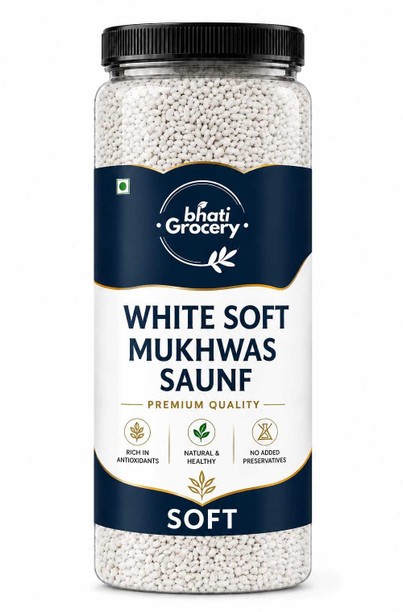 bhati
Grocery
WHITE SOFT
MUKHWAS
SAUNF
PREMIUM QUALITY
RICH IN
ANTIOXIDANTS
NATURAL &
HEALTHY
NO ADDED
PRESERVATIVES
SOFT